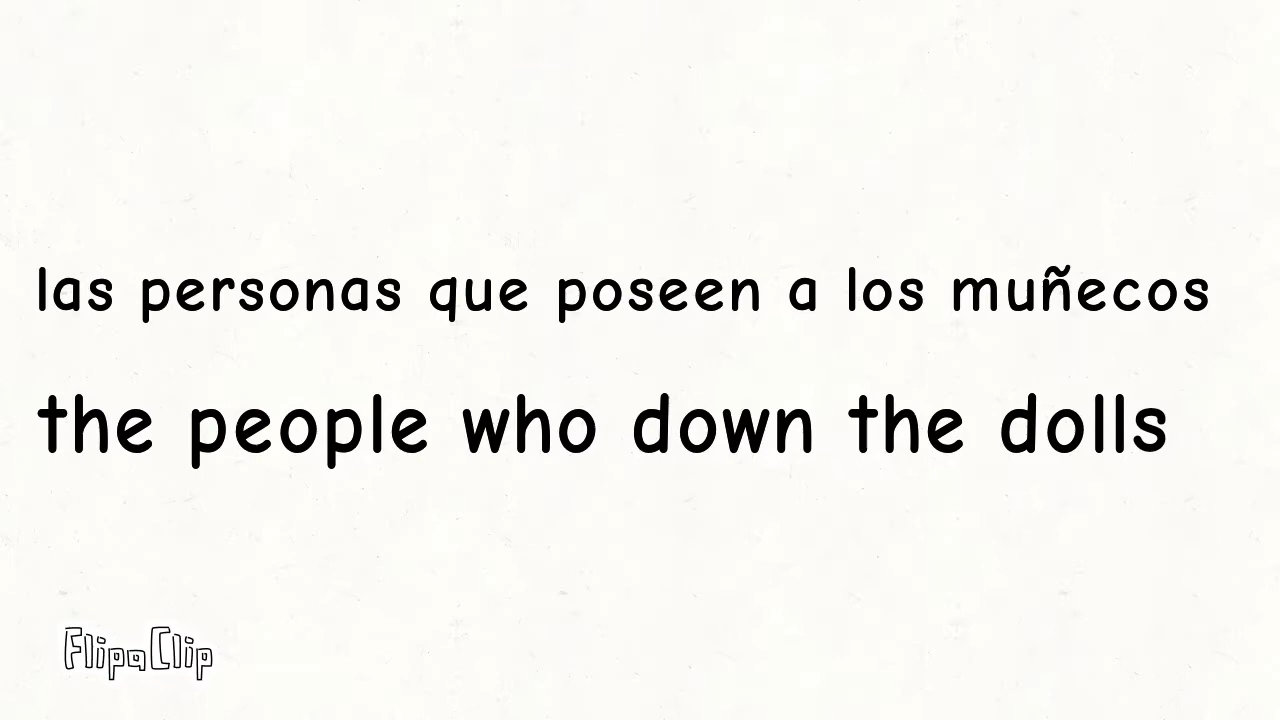 las personas que poseen a los muñecos
the people who down the dolls
FlipaClip